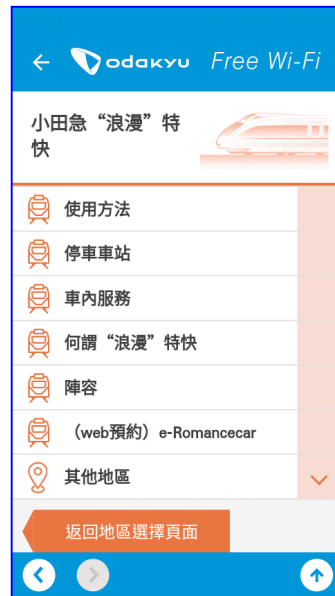 odakyu Free Wi-Fi
小田急“浪漫”特
快
使用方法
停車車站
車內服務
何謂“浪漫”特快
陣容
（web預約）e-Romancecar
其他地區
返回地區選擇頁面